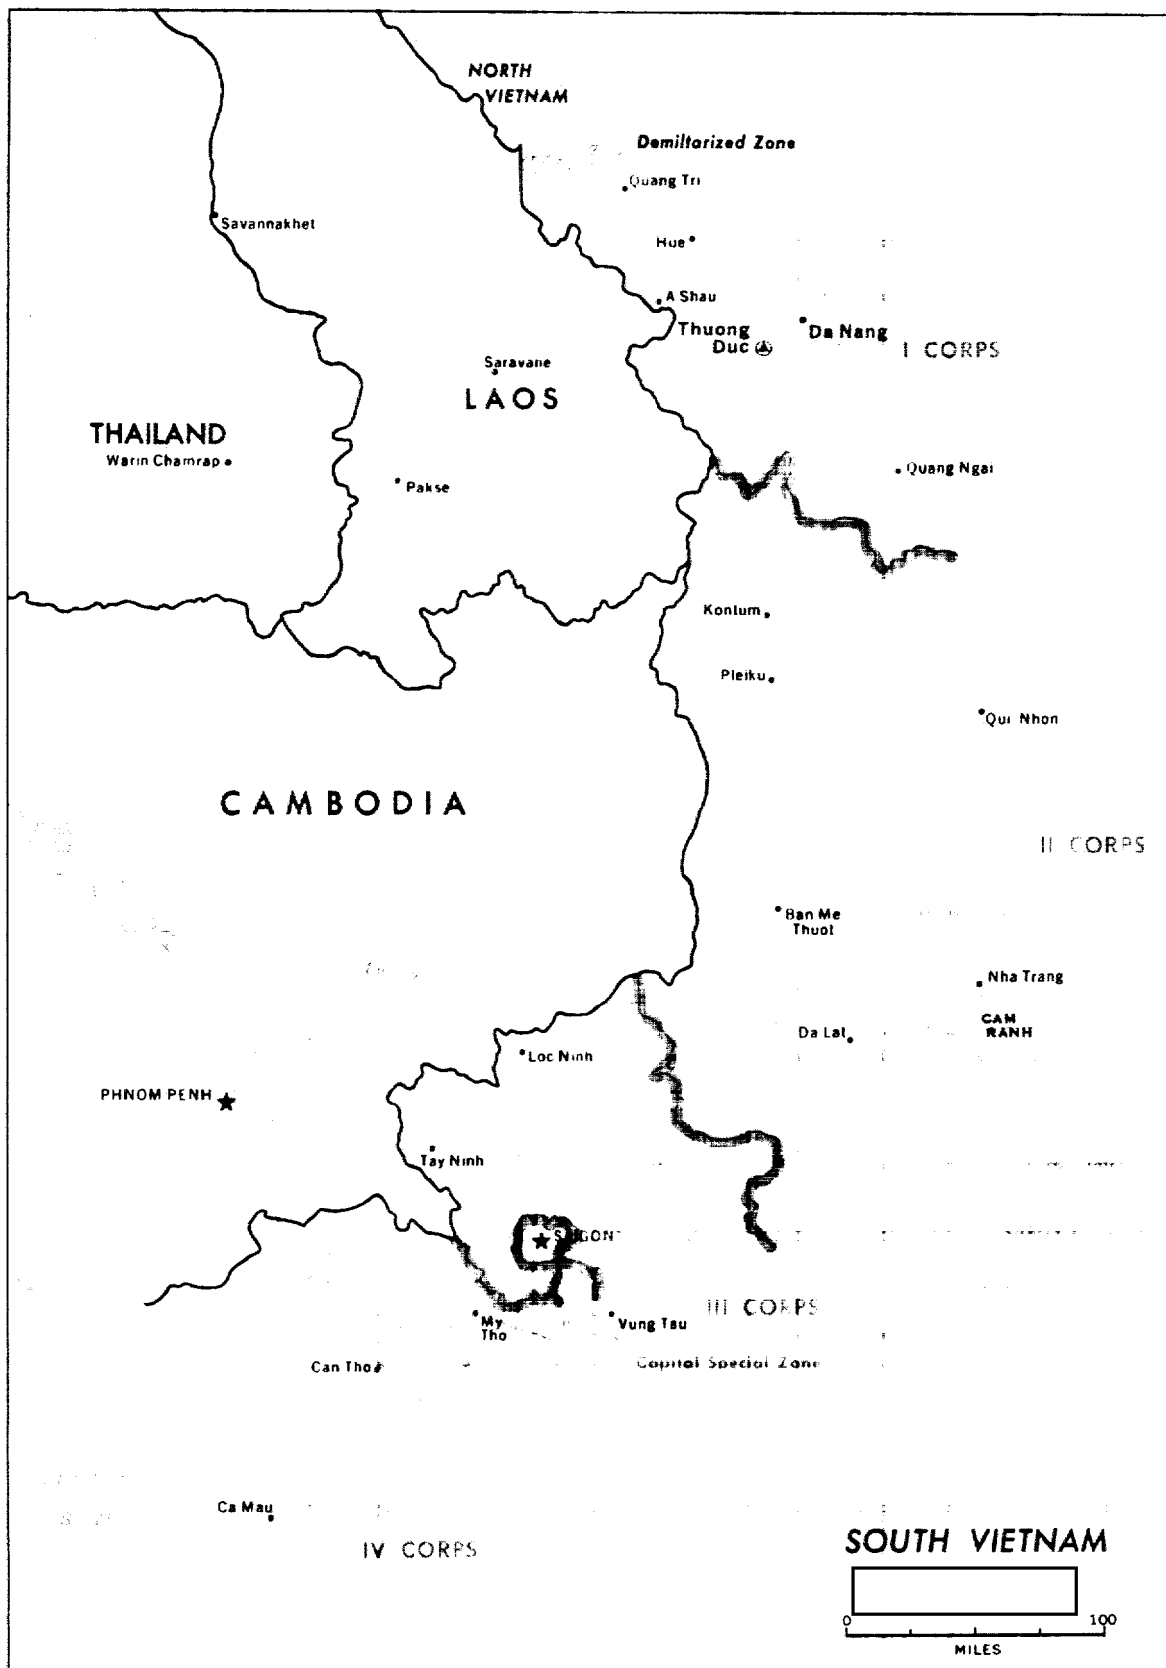 NORTH
VIETNAM
Demiltarized Zone
Quang Tri
Savannakhet
Hue
A Shau
Thuong
Duc
Da Nang
I CORPS
Saravane
LAOS
THAILAND
Warin Chamrap
Pakse
Quang Ngai
Kontum
Pleiku
Qui Nhon
CAMBODIA
II CORPS
Ban Me
Thuot
Nha Trang
CAM
RANH
Da Lat
Loc Ninh
PHNOM PENH
Tay Ninh
SAIGON
III CORPS
My
Tho
Vung Tau
Can Tho
Capital Special Zone
Ca Mau
IV CORPS
SOUTH VIETNAM
0 100
MILES